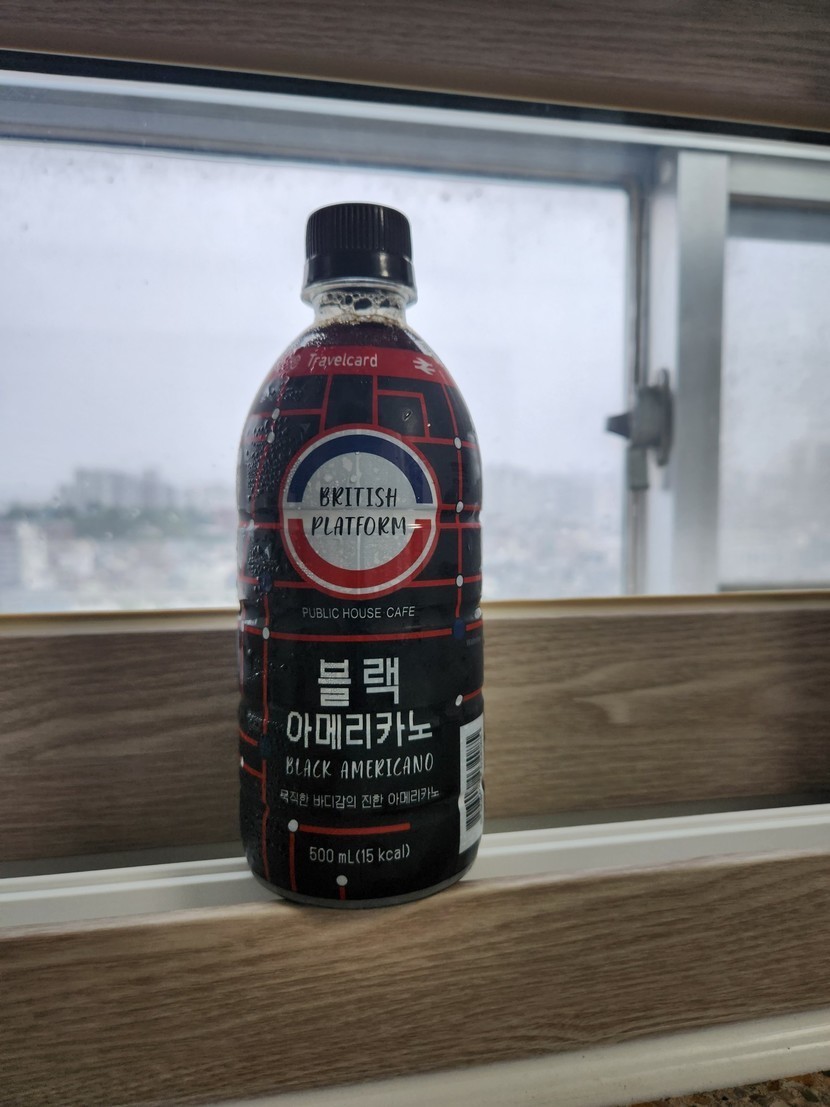 Travelcard
BRITISH
PLATFORM
PUBLIC HOUSE CAFE
블랙
아메리카노
BLACK AMERICANO
묵직한 바디감의 진한 아메리카노
500 mL(15 kcal)